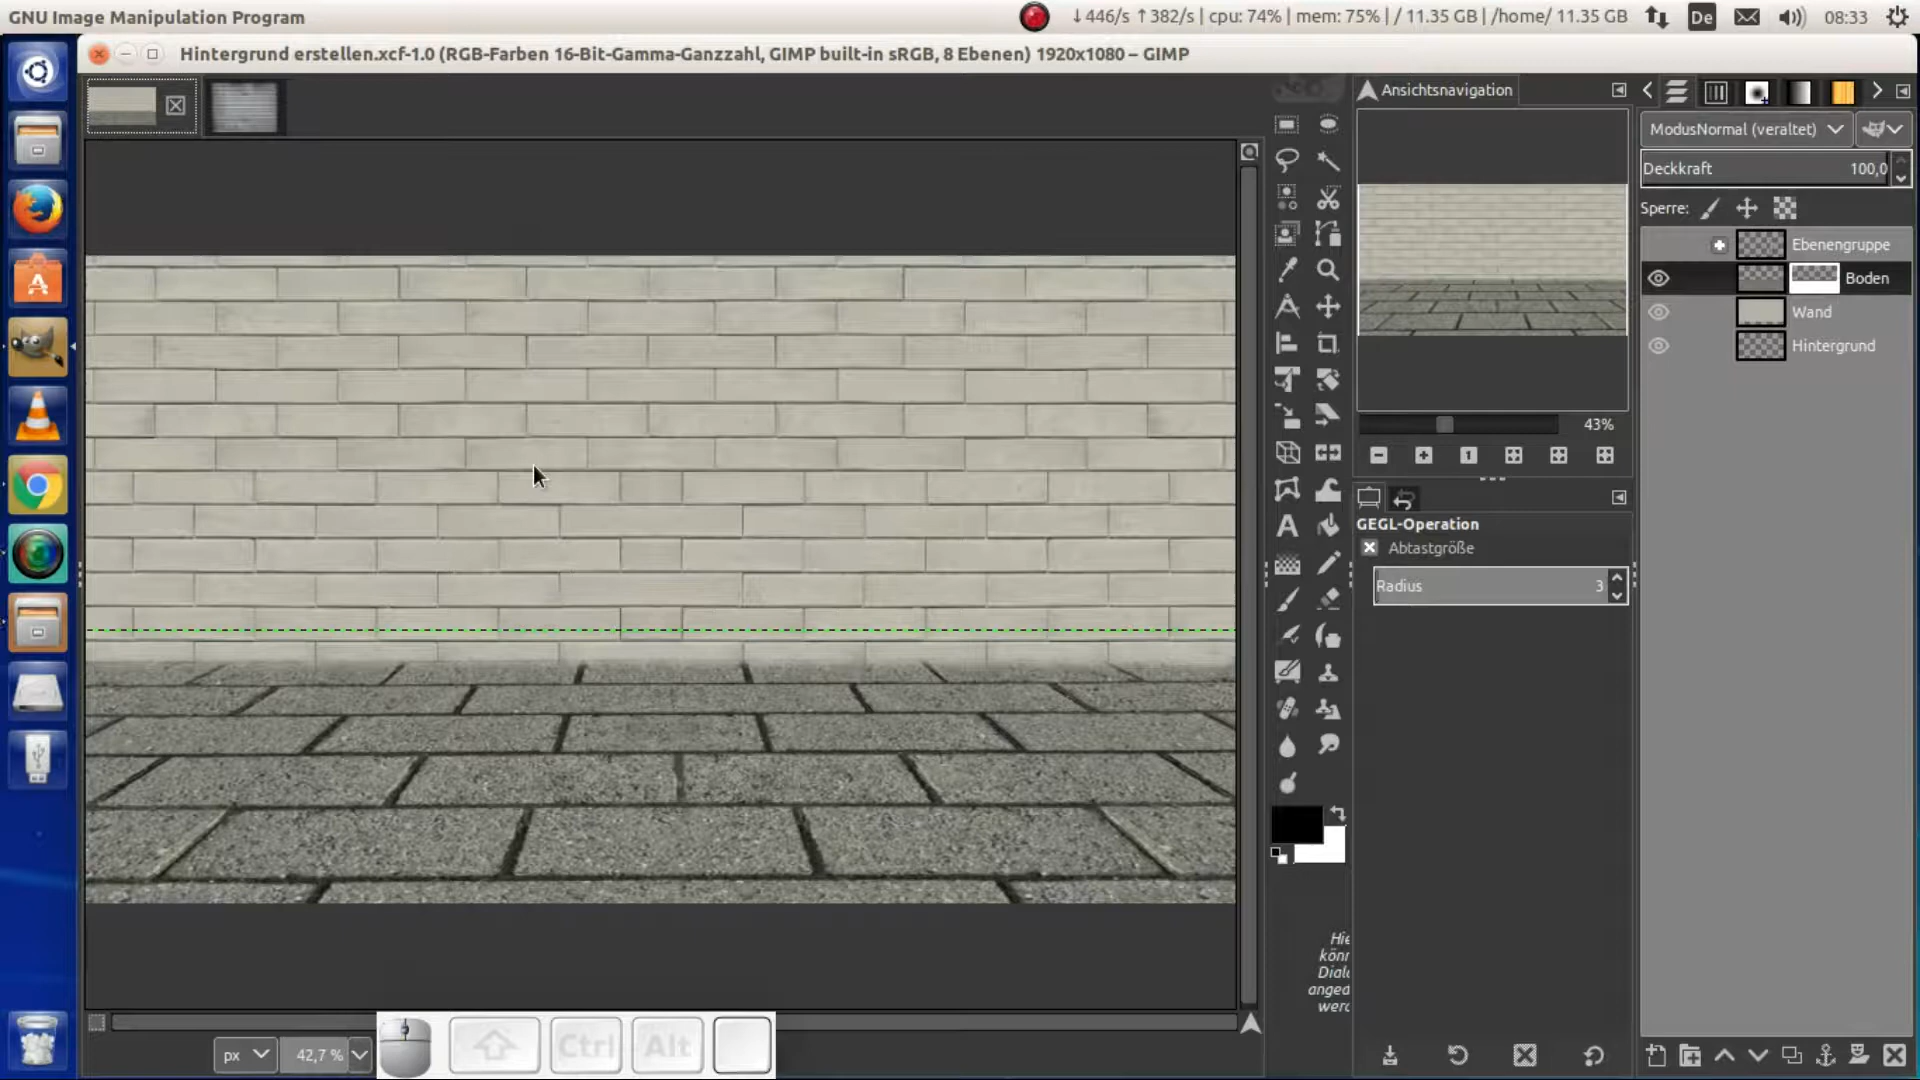 GNU Image Manipulation Program
↓446/s ↑382/s | cpu: 74% | mem: 75% | / 11.35 GB | /home/ 11.35 GB
De
08:33
Hintergrund erstellen.xcf-1.0 (RGB-Farben 16-Bit-Gamma-Ganzzahl, GIMP built-in sRGB, 8 Ebenen) 1920x1080 – GIMP
Ansichtsnavigation
ModusNormal (veraltet)
Deckkraft 100,0
Sperre:
Ebenengruppe
Boden
Wand
Hintergrund
43%
GEGL-Operation
Abtastgröße
Radius 3
Hie
könn
Dialo
anged
werd
px
42,7 %
Ctrl
Alt